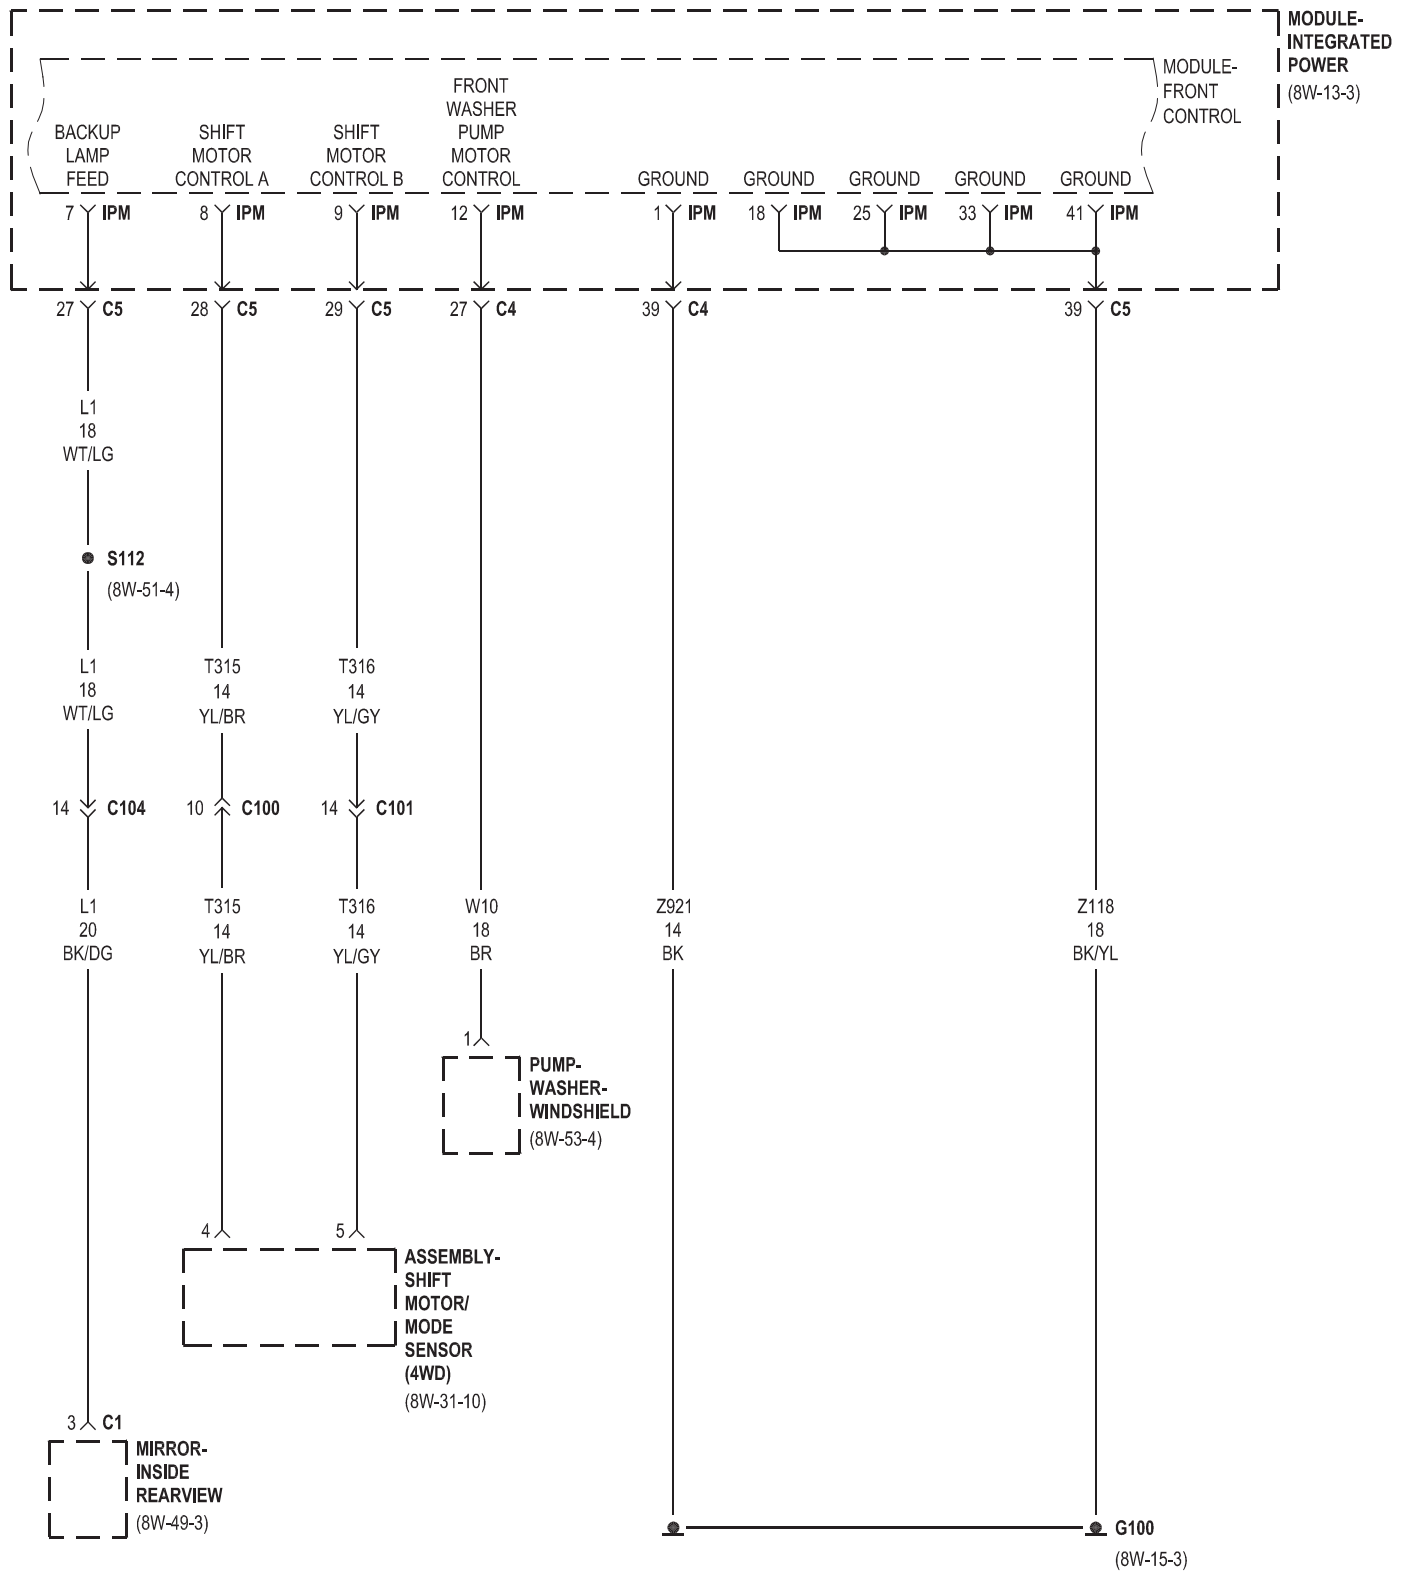 MODULE-
INTEGRATED
POWER
(8W-13-3)
MODULE-
FRONT
CONTROL
BACKUP
LAMP
FEED
SHIFT
MOTOR
CONTROL A
SHIFT
MOTOR
CONTROL B
FRONT
WASHER
PUMP
MOTOR
CONTROL
GROUND
GROUND
GROUND
GROUND
GROUND
7 IPM
8 IPM
9 IPM
12 IPM
1 IPM
18 IPM
25 IPM
33 IPM
41 IPM
27 C5
28 C5
29 C5
27 C4
39 C4
39 C5
L1
18
WT/LG
S112
(8W-51-4)
L1
18
WT/LG
T315
14
YL/BR
T316
14
YL/GY
14 C104
10 C100
14 C101
L1
20
BK/DG
T315
14
YL/BR
T316
14
YL/GY
W10
18
BR
Z921
14
BK
Z118
18
BK/YL
1
PUMP-
WASHER-
WINDSHIELD
(8W-53-4)
4
5
ASSEMBLY-
SHIFT
MOTOR/
MODE
SENSOR
(4WD)
(8W-31-10)
3 C1
MIRROR-
INSIDE
REARVIEW
(8W-49-3)
G100
(8W-15-3)